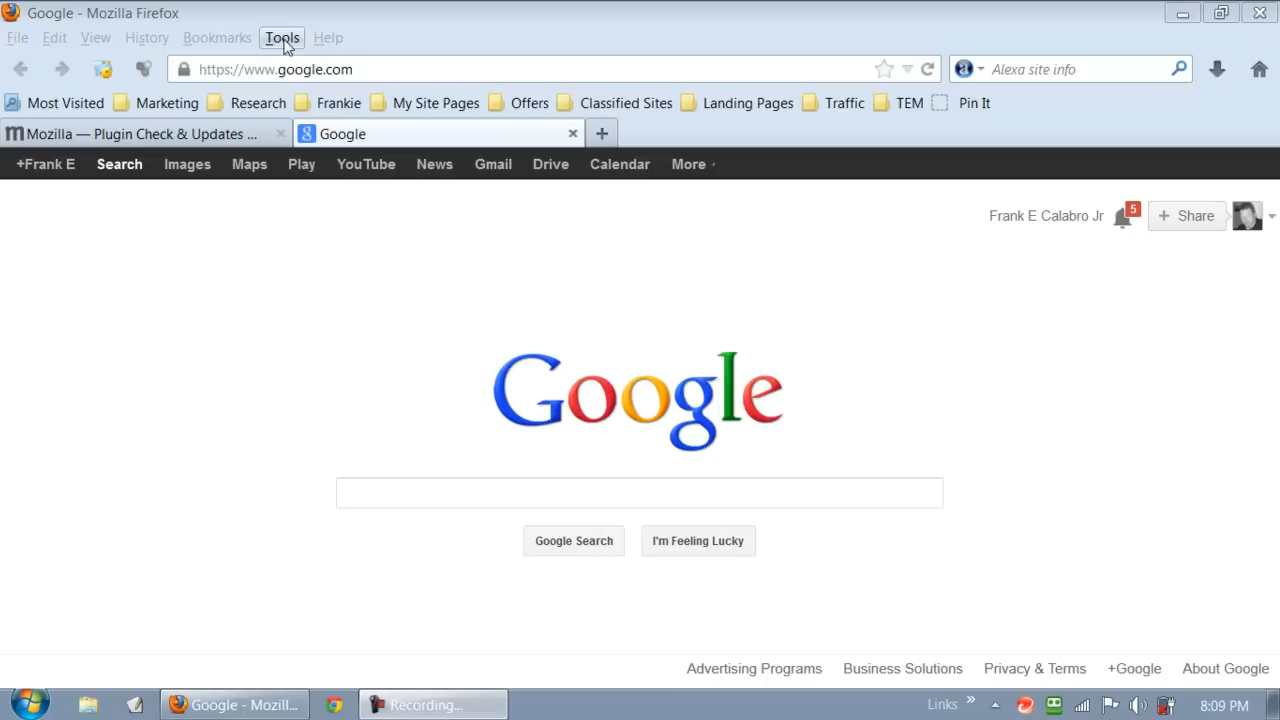 Google - Mozilla Firefox
File Edit View History Bookmarks Tools Help
https://www.google.com
Alexa site info
Most Visited Marketing Research Frankie My Site Pages Offers Classified Sites Landing Pages Traffic TEM Pin It
Mozilla — Plugin Check & Updates ...
Google
+Frank E Search Images Maps Play YouTube News Gmail Drive Calendar More
Frank E Calabro Jr 5 + Share
Google
Google Search I'm Feeling Lucky
Advertising Programs Business Solutions Privacy & Terms +Google About Google
Google - Mozil... Recording... Links » 8:09 PM